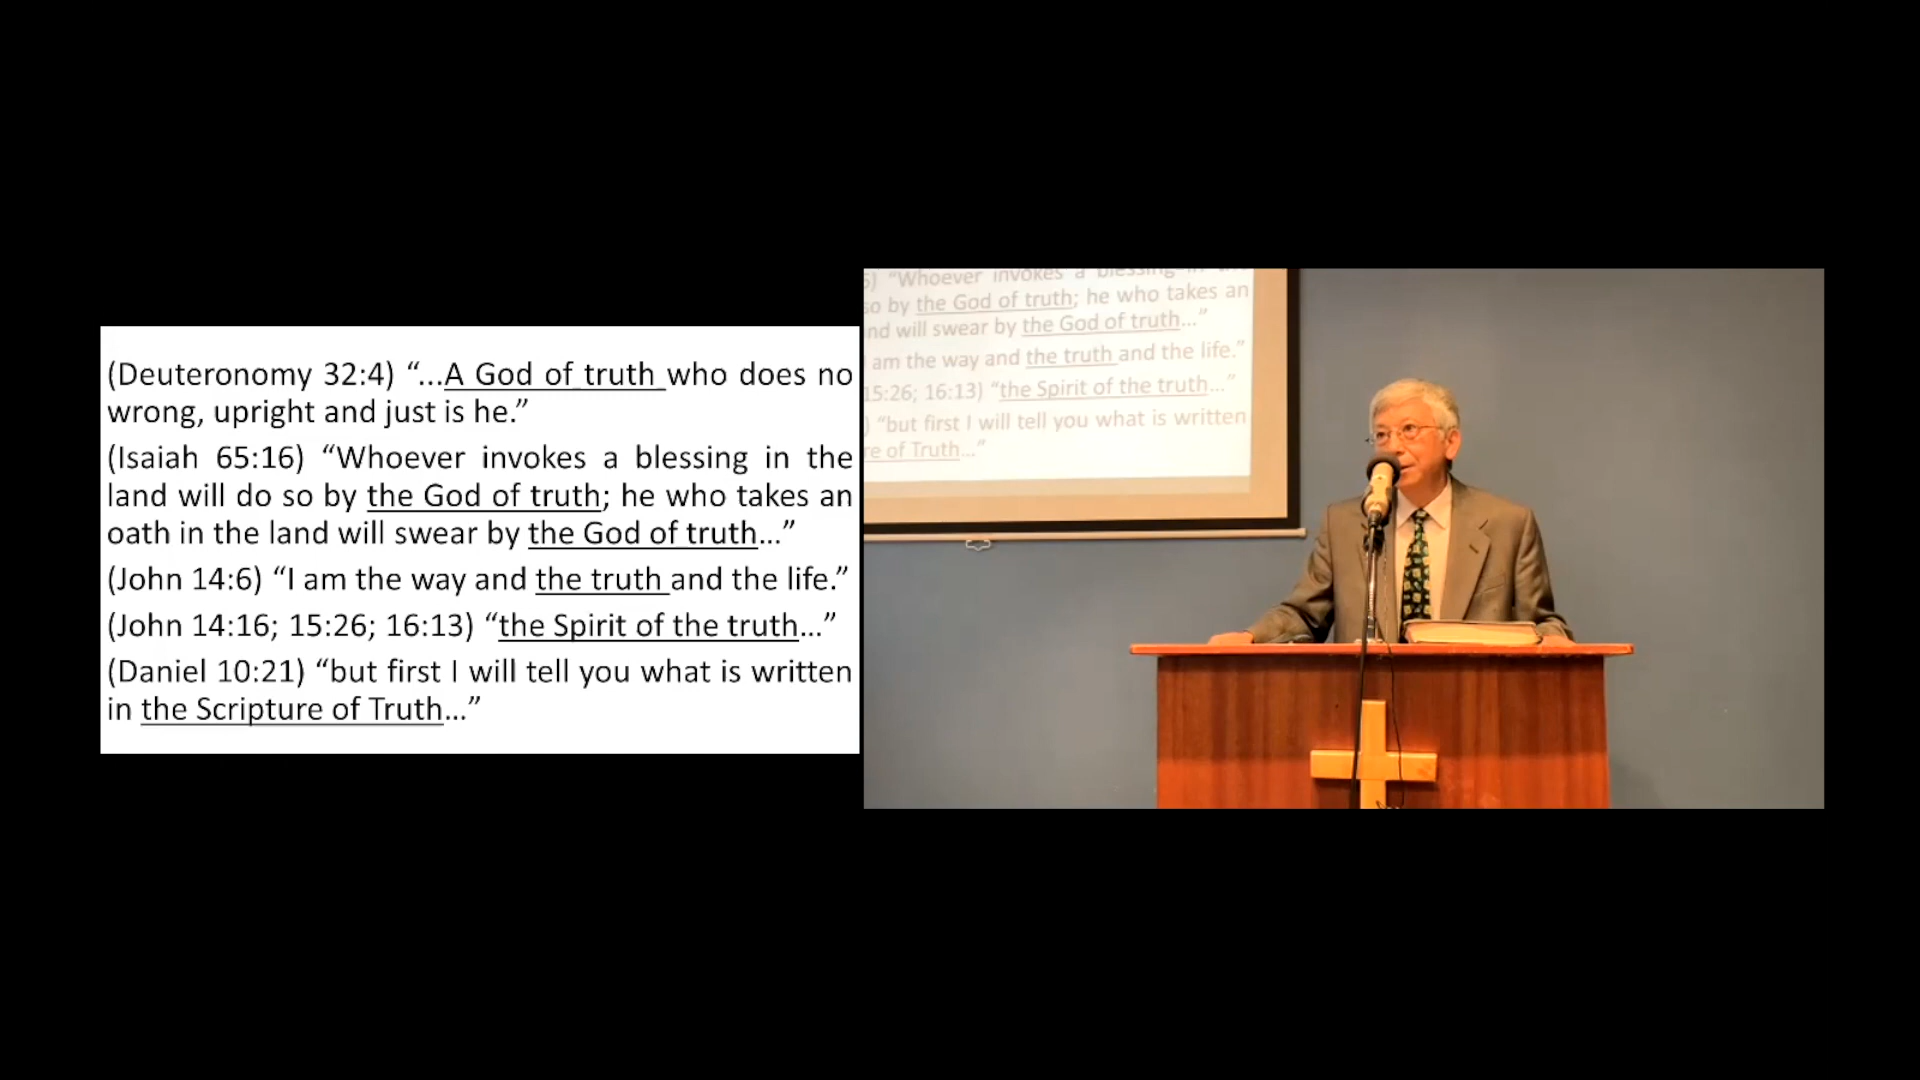 (Deuteronomy 32:4) “...A God of truth who does no
wrong, upright and just is he.”
(Isaiah 65:16) “Whoever invokes a blessing in the
land will do so by the God of truth; he who takes an
oath in the land will swear by the God of truth...”
(John 14:6) “I am the way and the truth and the life.”
(John 14:16; 15:26; 16:13) “the Spirit of the truth...”
(Daniel 10:21) “but first I will tell you what is written
in the Scripture of Truth...”
“Whoever invokes a blessing in
so by the God of truth; he who takes an
will swear by the God of truth...”
am the way and the truth and the life.”
15:26; 16:13) “the Spirit of the truth...”
) “but first I will tell you what is written
of Truth...”